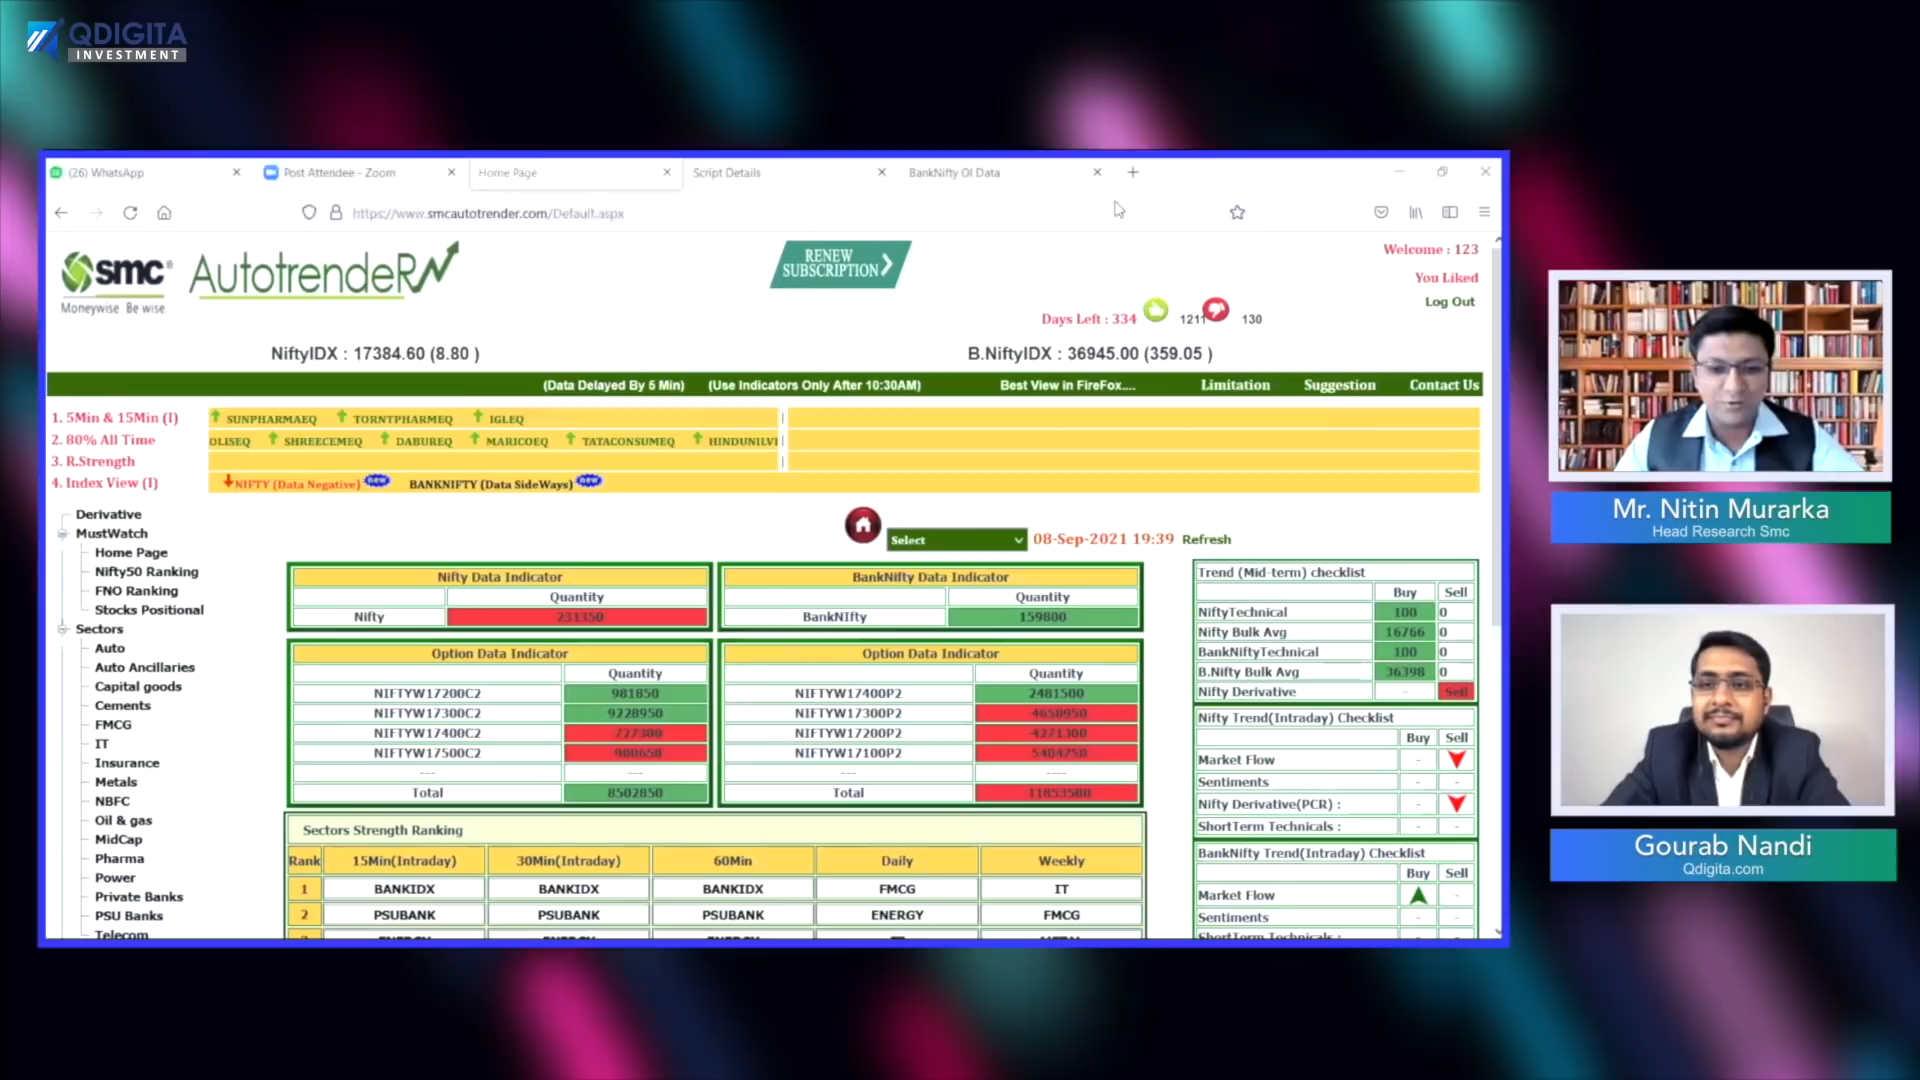 QDIGITA
INVESTMENT
(26) WhatsApp
Post Attendee - Zoom
Home Page
Script Details
BankNifty OI Data
https://www.smcautotrender.com/Default.aspx
smc
Moneywise. Be wise.
AutotrendeR
RENEW
SUBSCRIPTION
Welcome : 123
You Liked
Log Out
Days Left : 334
1211
130
NiftyIDX : 17384.60 (8.80 )
B.NiftyIDX : 36945.00 (359.05 )
(Data Delayed By 5 Min)
(Use Indicators Only After 10:30AM)
Best View in FireFox....
Limitation
Suggestion
Contact Us
1. 5Min & 15Min (I)
SUNPHARMAEQ TORNTPHARMEQ IGLEQ
2. 80% All Time
OLISEQ SHREECEMEQ DABUREQ MARICOEQ TATACONSUMEQ HINDUNILV
3. R.Strength
4. Index View (I)
NIFTY (Data Negative) new BANKNIFTY (Data SideWays) new
Derivative
MustWatch
Home Page
Nifty50 Ranking
FNO Ranking
Stocks Positional
Sectors
Auto
Auto Ancillaries
Capital goods
Cements
FMCG
IT
Insurance
Metals
NBFC
Oil & gas
MidCap
Pharma
Power
Private Banks
PSU Banks
Telecom
Select
08-Sep-2021 19:39 Refresh
Nifty Data Indicator
Quantity
Nifty -231350
BankNifty Data Indicator
Quantity
BankNIfty 159800
Option Data Indicator
Quantity
NIFTYW17200C2 981850
NIFTYW17300C2 9228950
NIFTYW17400C2 -727300
NIFTYW17500C2 -980650
--- ---
Total 8502850
Option Data Indicator
Quantity
NIFTYW17400P2 2481500
NIFTYW17300P2 -4658950
NIFTYW17200P2 -4271300
NIFTYW17100P2 -5404750
--- ----
Total -11853500
Sectors Strength Ranking
Rank 15Min(Intraday) 30Min(Intraday) 60Min Daily Weekly
1 BANKIDX BANKIDX BANKIDX FMCG IT
2 PSUBANK PSUBANK PSUBANK ENERGY FMCG
Trend (Mid-term) checklist
Buy Sell
NiftyTechnical 100 0
Nifty Bulk Avg 16766 0
BankNiftyTechnical 100 0
B.Nifty Bulk Avg 36398 0
Nifty Derivative - Sell
Nifty Trend(Intraday) Checklist
Buy Sell
Market Flow -
Sentiments - -
Nifty Derivative(PCR) : -
ShortTerm Technicals : - -
BankNifty Trend(Intraday) Checklist
Buy Sell
Market Flow -
Sentiments - -
ShortTerm Technicals :
Mr. Nitin Murarka
Head Research Smc
Gourab Nandi
Qdigita.com